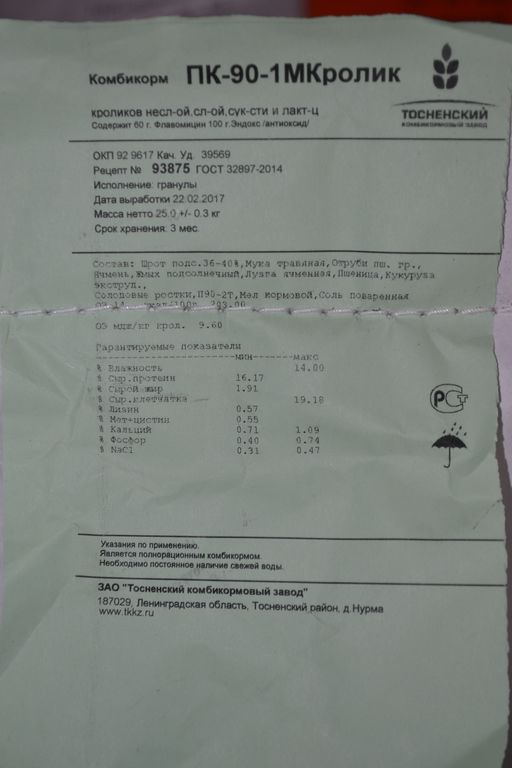 Комбикорм ПК-90-1МКролик
кроликов несл-ой,сл-ой,сук-сти и лакт-ц
Содержит 60 г. Флавомицин 100 г.Эндокс /антиоксид/
ТОСНЕНСКИЙ
КОМБИКОРМОВЫЙ ЗАВОД
ОКП 92 9617 Кач. Уд. 39569
Рецепт № 93875 ГОСТ 32897-2014
Исполнение: гранулы
Дата выработки 22.02.2017
Масса нетто 25.0 +/- 0.3 кг
Срок хранения: 3 мес.
Состав: Шрот подс.36-40%,Мука травяная,Отруби пш. гр.,
Ячмень,Жмых подсолнечный,Лузга ячменная,Пшеница,Кукуруза
экструд.,
Солодовые ростки,П90-2Т,Мел кормовой,Соль поваренная
ОЭ мдж/кг крол. 9.60
Гарантируемые показатели
мин макс
% Влажность 14.00
% Сыр.протеин 16.17
% Сырой жир 1.91
% Сыр.клетчатка 19.18
% Лизин 0.57
% Мет+цистин 0.55
% Кальций 0.71 1.09
% Фосфор 0.40 0.74
% NaCl 0.31 0.47
РСТ
Указания по применению.
Является полнорационным комбикормом.
Необходимо постоянное наличие свежей воды.
ЗАО "Тосненский комбикормовый завод"
187029, Ленинградская область, Тосненский район, д.Нурма
www.tkkz.ru